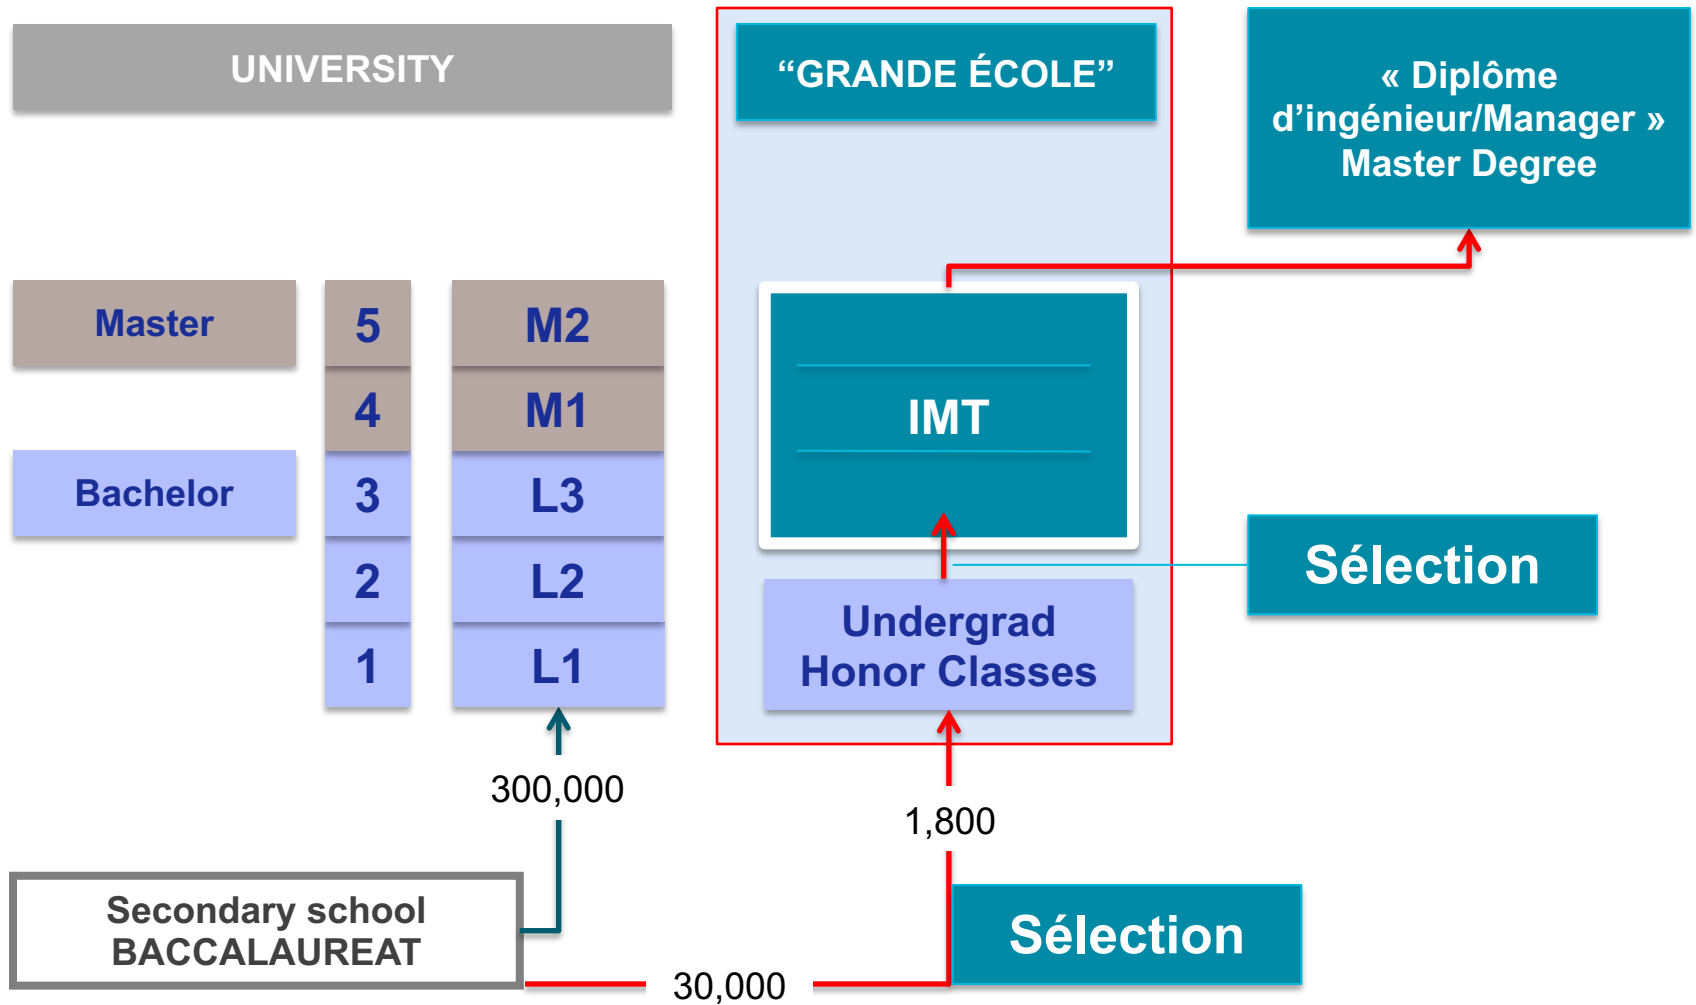 UNIVERSITY
“GRANDE ÉCOLE”
« Diplôme
d’ingénieur/Manager »
Master Degree
Master
5
M2
4
M1
IMT
Bachelor
3
L3
2
L2
Sélection
1
L1
Undergrad
Honor Classes
300,000
1,800
Secondary school
BACCALAUREAT
Sélection
30,000